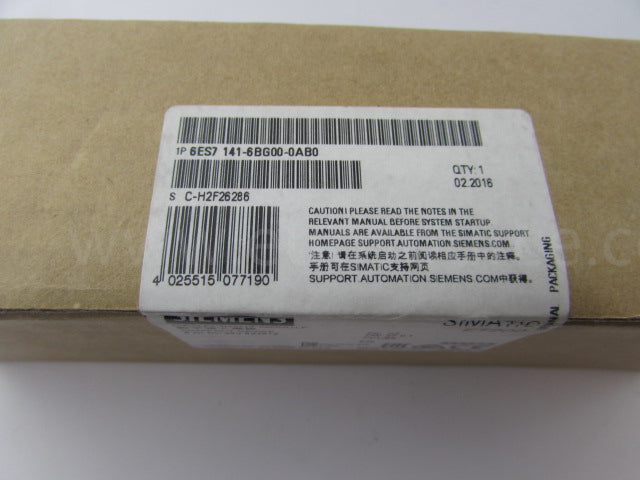 1P 6ES7 141-6BG00-0AB0
QTY: 1
02.2016
S C-H2F26286
CAUTION! PLEASE READ THE NOTES IN THE
RELEVANT MANUAL BEFORE SYSTEM STARTUP.
MANUALS ARE AVAILABLE FROM THE SIMATIC SUPPORT
HOMEPAGE SUPPORT.AUTOMATION.SIEMENS.COM
注意! 请在系统启动之前阅读相应手册中的注释。
手册可在SIMATIC支持网页
SUPPORT.AUTOMATION.SIEMENS.COM中获得。
4 025515 077190
PACKAGING